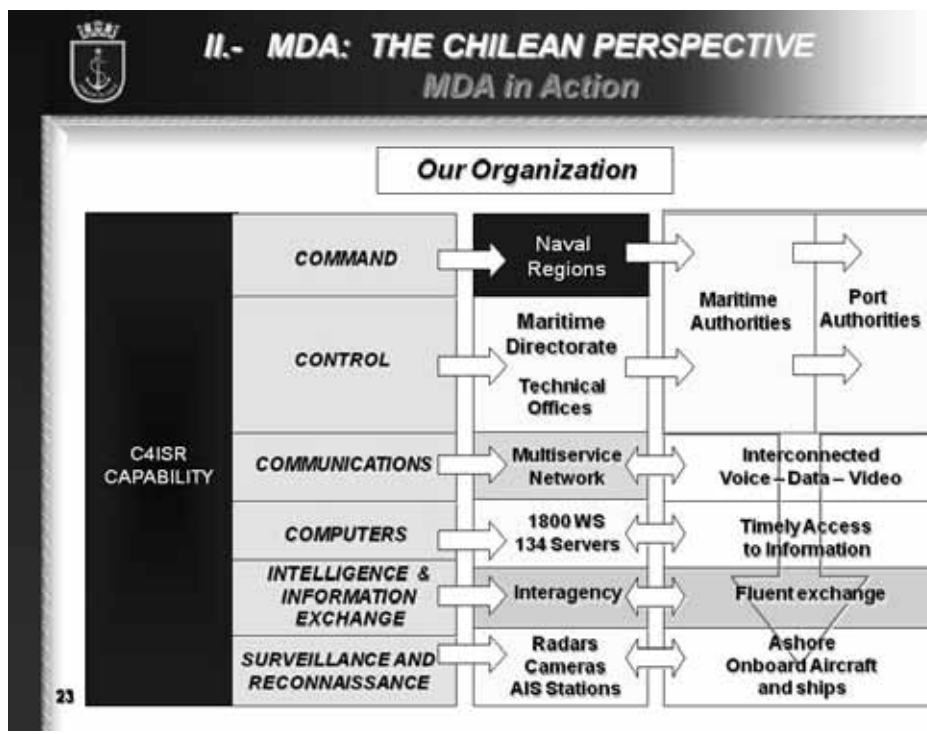 II.- MDA: THE CHILEAN PERSPECTIVE
MDA in Action
Our Organization
C4ISR
CAPABILITY
COMMAND
Naval
Regions
Maritime
Authorities
Port
Authorities
CONTROL
Maritime
Directorate
Technical
Offices
COMMUNICATIONS
Multiservice
Network
Interconnected
Voice – Data – Video
COMPUTERS
1800 WS
134 Servers
Timely Access
to Information
INTELLIGENCE &
INFORMATION
EXCHANGE
Interagency
Fluent exchange
SURVEILLANCE AND
RECONNAISSANCE
Radars
Cameras
AIS Stations
Ashore
Onboard Aircraft
and ships
23